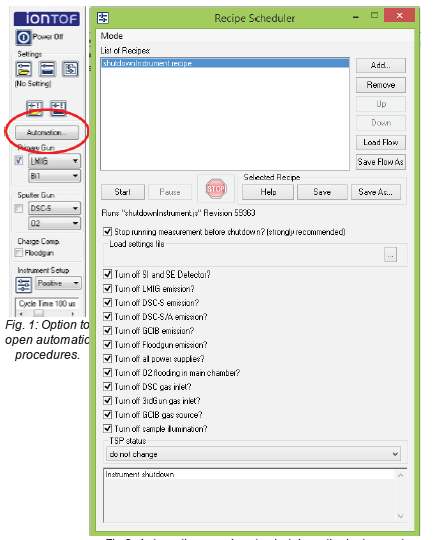 IONTOF
Power Off
Settings
(No Setting)
Automation...
Primary Gun
LMIG
Bi1
Sputter Gun
DSC-S
O2
Charge Comp.
Floodgun
Instrument Setup
Positive
Cycle Time 100 us
Fig. 1: Option to
open automatic
procedures.
Recipe Scheduler
Mode
List of Recipes:
shutdownInstrument.recipe
Add...
Remove
Up
Down
Load Flow
Save Flow As
Selected Recipe
Start
Pause
STOP
Help
Save
Save As...
Runs "shutdownInstrument.js" Revision 59363
Stop running measurement before shutdown? (strongly recommended)
Load settings file
...
Turn off SI and SE Detector?
Turn off LMIG emission?
Turn off DSC-S emission?
Turn off DSC-S/A emission?
Turn off GCIB emission?
Turn off Floodgun emission?
Turn off all power supplies?
Turn off O2 flooding in main chamber?
Turn off DSC gas inlet?
Turn off 3rdGun gas inlet?
Turn off GCIB gas source?
Turn off sample illumination?
TSP status
do not change
Instrument shutdown